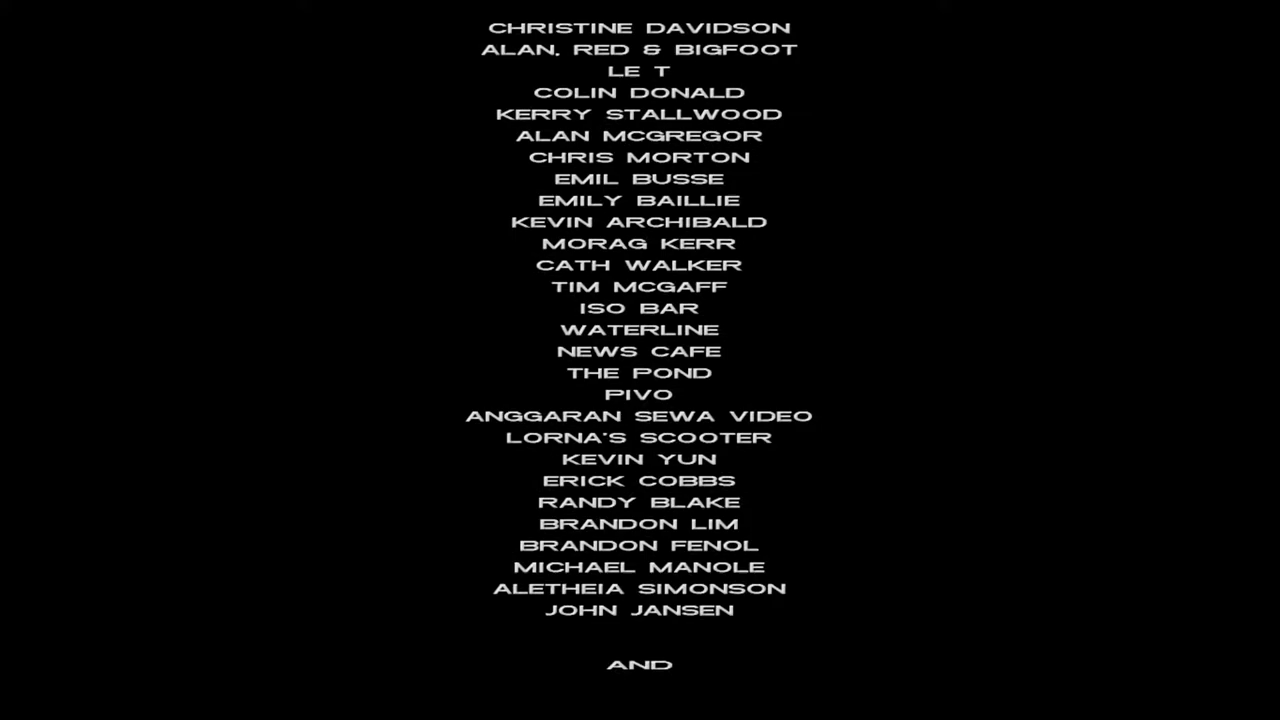 CHRISTINE DAVIDSON
ALAN, RED & BIGFOOT
LE T
COLIN DONALD
KERRY STALLWOOD
ALAN MCGREGOR
CHRIS MORTON
EMIL BUSSE
EMILY BAILLIE
KEVIN ARCHIBALD
MORAG KERR
CATH WALKER
TIM MCGAFF
ISO BAR
WATERLINE
NEWS CAFE
THE POND
PIVO
ANGGARAN SEWA VIDEO
LORNA'S SCOOTER
KEVIN YUN
ERICK COBBS
RANDY BLAKE
BRANDON LIM
BRANDON FENOL
MICHAEL MANOLE
ALETHEIA SIMONSON
JOHN JANSEN
AND